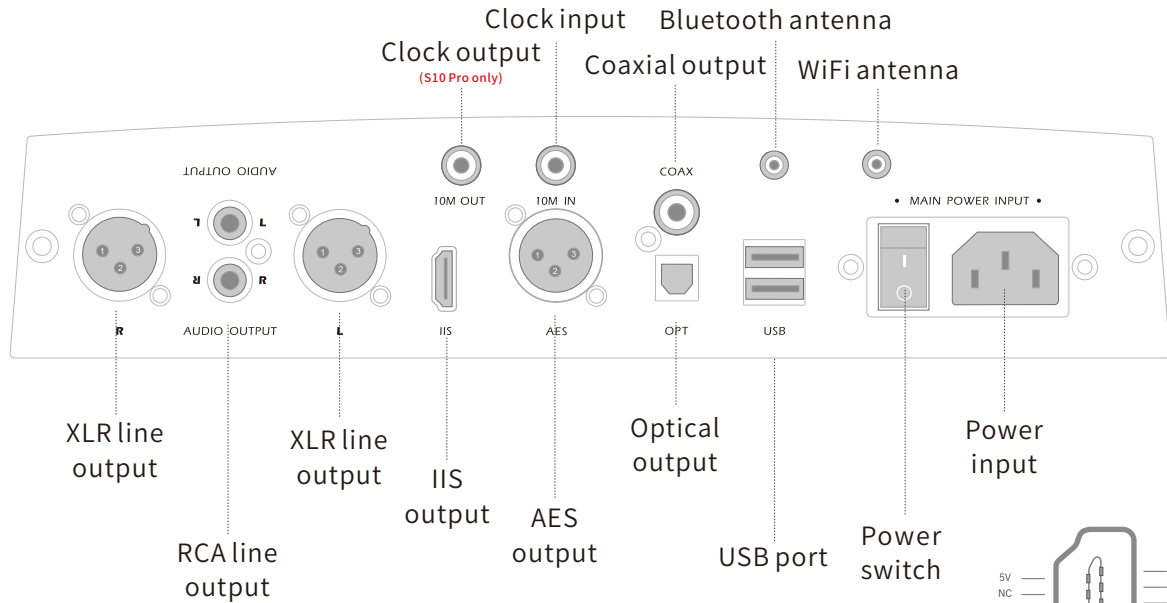 Clock input
Bluetooth antenna
Clock output
(S10 Pro only)
Coaxial output
WiFi antenna
AUDIO OUTPUT
COAX
10M OUT
10M IN
• MAIN POWER INPUT •
L
L
1
3
2
1
3
2
1
3
2
R
R
R
AUDIO OUTPUT
L
IIS
AES
OPT
USB
XLR line
output
XLR line
output
Optical
output
Power
input
IIS
output
AES
output
RCA line
output
USB port
Power
switch
5V
NC